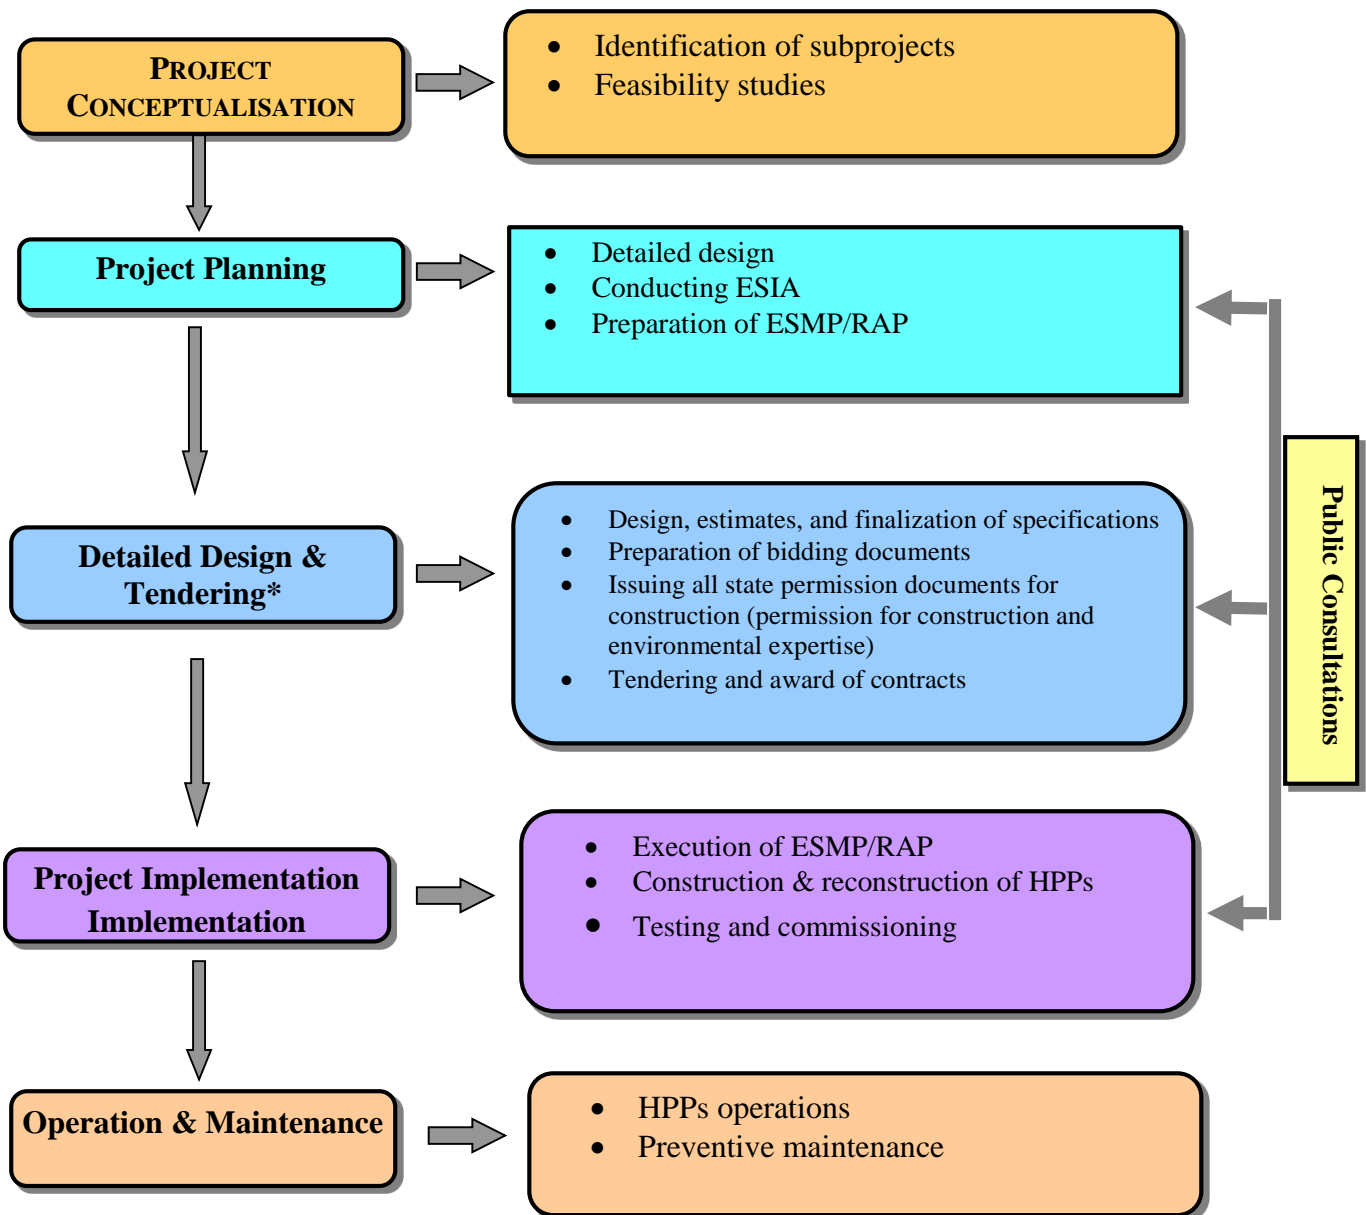 PROJECT
CONCEPTUALISATION
• Identification of subprojects
• Feasibility studies
Project Planning
• Detailed design
• Conducting ESIA
• Preparation of ESMP/RAP
Detailed Design &
Tendering*
• Design, estimates, and finalization of specifications
• Preparation of bidding documents
• Issuing all state permission documents for
construction (permission for construction and
environmental expertise)
• Tendering and award of contracts
Public Consultations
Project Implementation
Implementation
• Execution of ESMP/RAP
• Construction & reconstruction of HPPs
• Testing and commissioning
Operation & Maintenance
• HPPs operations
• Preventive maintenance